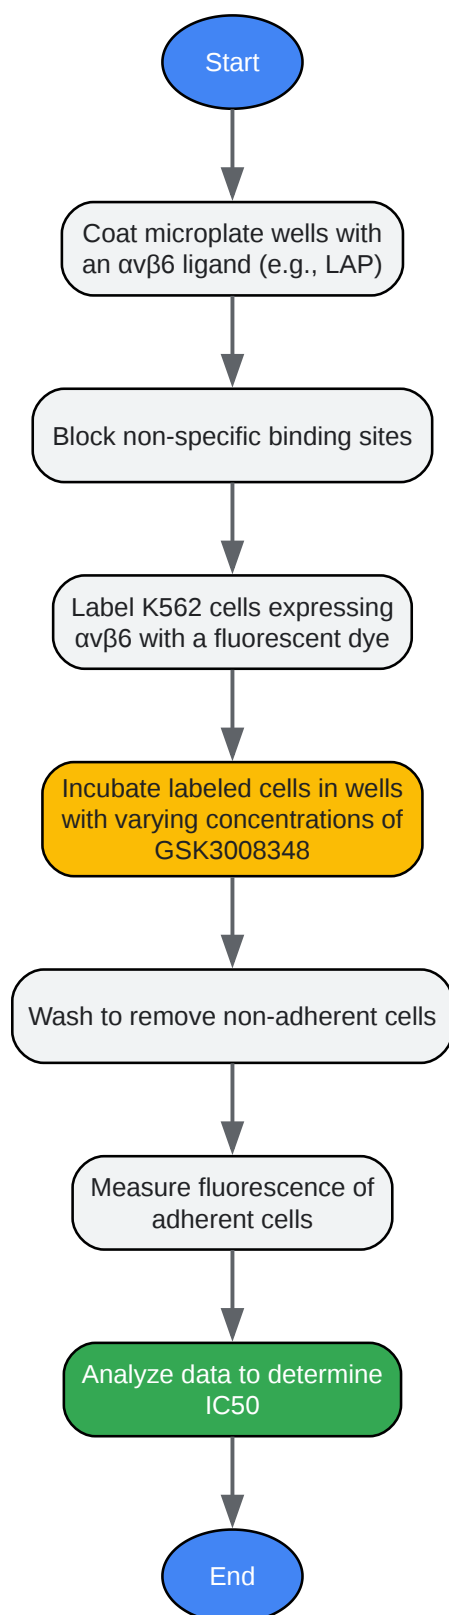 Start
Coat microplate wells with
an αvβ6 ligand (e.g., LAP)
Block non-specific binding sites
Label K562 cells expressing
αvβ6 with a fluorescent dye
Incubate labeled cells in wells
with varying concentrations of
GSK3008348
Wash to remove non-adherent cells
Measure fluorescence of
adherent cells
Analyze data to determine
IC50
End